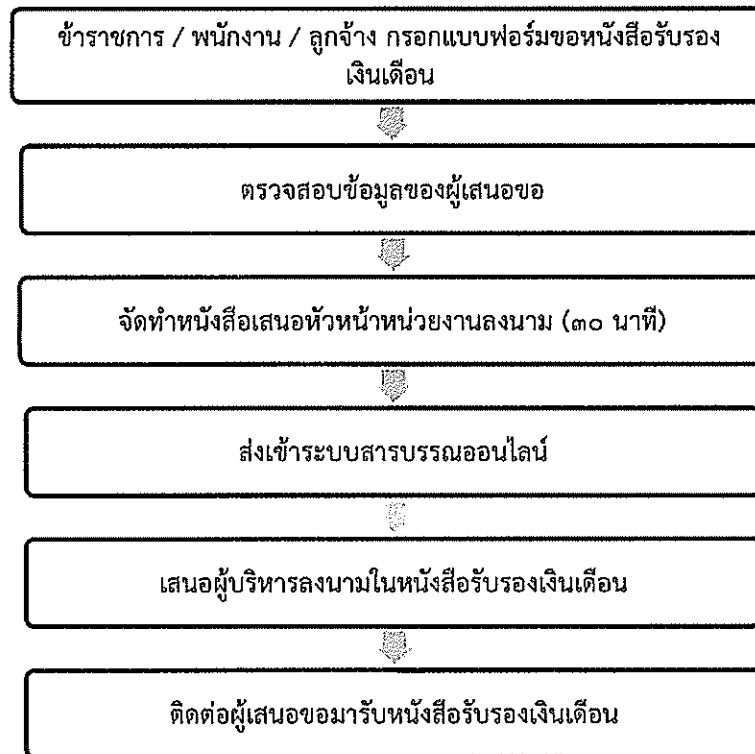 ข้าราชการ / พนักงาน / ลูกจ้าง กรอกแบบฟอร์มขอหนังสือรับรอง
เงินเดือน
ตรวจสอบข้อมูลของผู้เสนอขอ
จัดทำหนังสือเสนอหัวหน้าหน่วยงานลงนาม (๓๐ นาที)
ส่งเข้าระบบสารบรรณออนไลน์
เสนอผู้บริหารลงนามในหนังสือรับรองเงินเดือน
ติดต่อผู้เสนอขอมารับหนังสือรับรองเงินเดือน